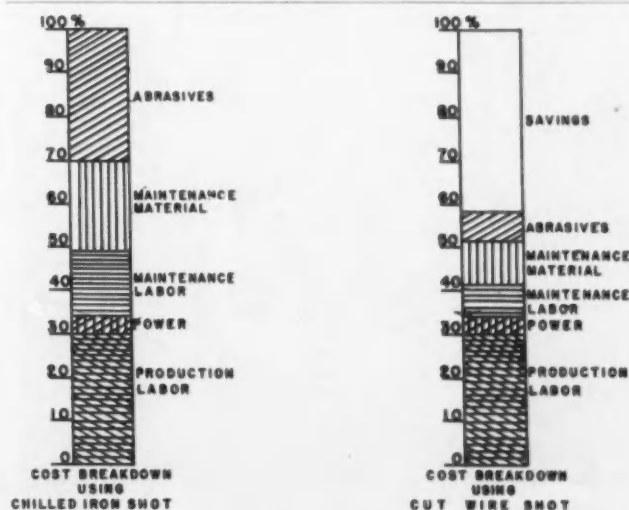 100 %
90
80
70
60
50
40
30
20
10
0
ABRASIVES
MAINTENANCE
MATERIAL
MAINTENANCE
LABOR
POWER
PRODUCTION
LABOR
COST BREAKDOWN
USING
CHILLED IRON SHOT
100 %
90
80
70
60
50
40
30
20
10
0
SAVINGS
ABRASIVES
MAINTENANCE
MATERIAL
MAINTENANCE
LABOR
POWER
PRODUCTION
LABOR
COST BREAKDOWN
USING
CUT WIRE SHOT